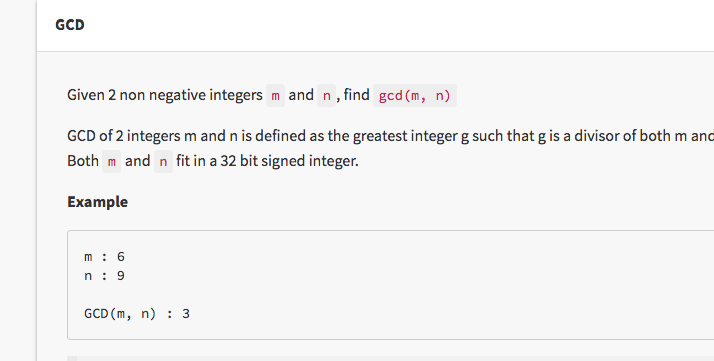 GCD
Given 2 non negative integers m and n , find gcd(m, n)
GCD of 2 integers m and n is defined as the greatest integer g such that g is a divisor of both m and
Both m and n fit in a 32 bit signed integer.
Example
m : 6
n : 9
GCD(m, n) : 3